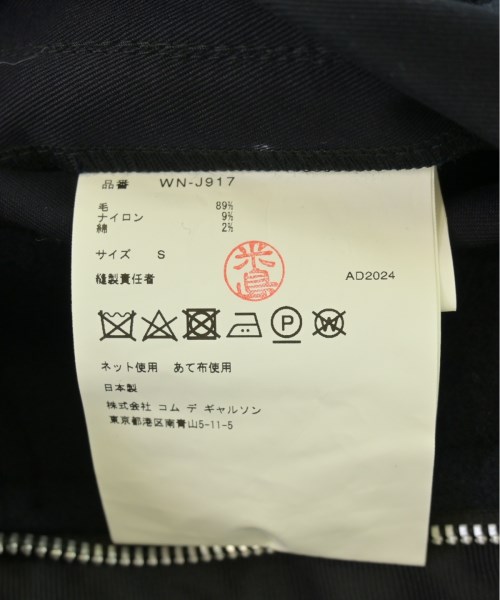 品番 WN-J917
毛 89%
ナイロン 9%
綿 2%
サイズ S
米島
縫製責任者 AD2024
P W
ネット使用 あて布使用
日本製
株式会社 コム デ ギャルソン
東京都港区南青山5-11-5